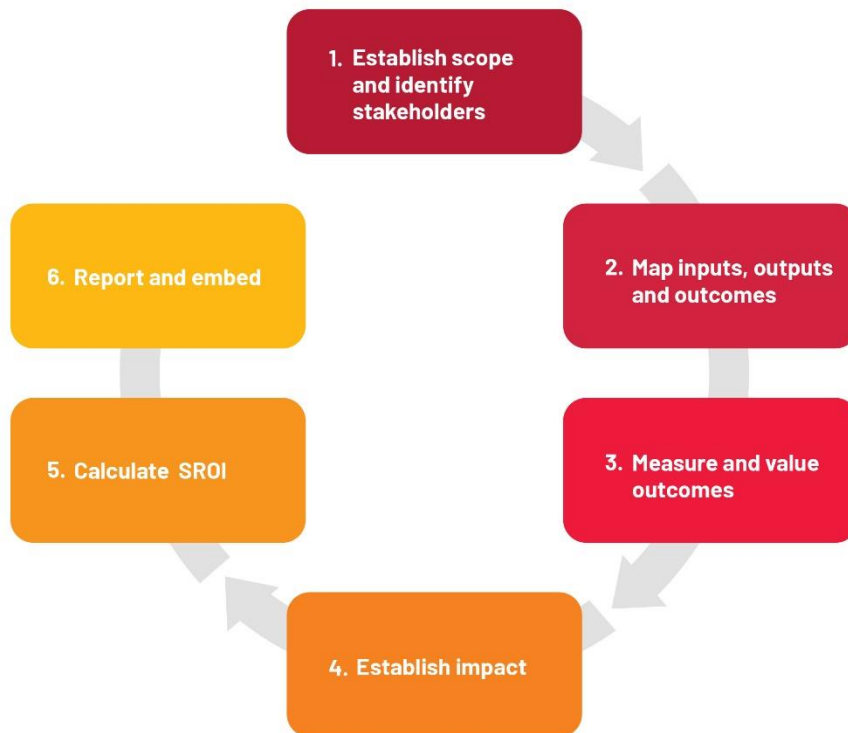 1. Establish scope
and identify
stakeholders
2. Map inputs, outputs
and outcomes
3. Measure and value
outcomes
4. Establish impact
5. Calculate SROI
6. Report and embed